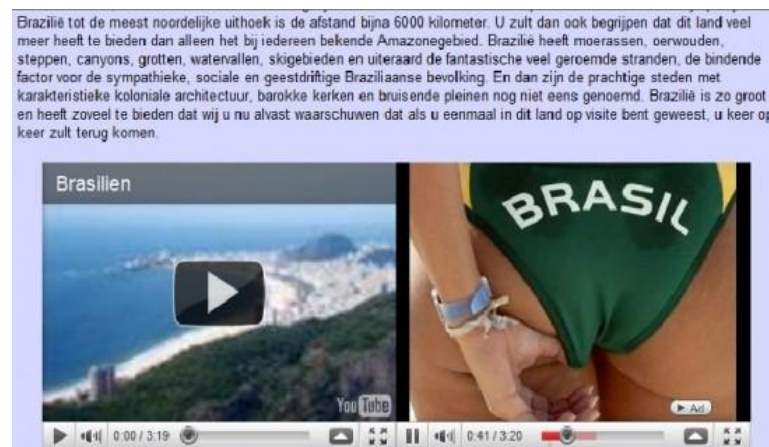 Brazilië tot de meest noordelijke uithoek is de afstand bijna 6000 kilometer. U zult dan ook begrijpen dat dit land veel
meer heeft te bieden dan alleen het bij iedereen bekende Amazonegebied. Brazilië heeft moerassen, oerwouden,
steppen, canyons, grotten, watervallen, skigebieden en uiteraard de fantastische veel geroemde stranden, de bindende
factor voor de sympathieke, sociale en geestdriftige Braziliaanse bevolking. En dan zijn de prachtige steden met
karakteristieke koloniale architectuur, barokke kerken en bruisende pleinen nog niet eens genoemd. Brazilië is zo groot
en heeft zoveel te bieden dat wij u nu alvast waarschuwen dat als u eenmaal in dit land op visite bent geweest, u keer op
keer zult terug komen.
Brasilien
BRASIL
YouTube
Ad
0:00 / 3:19
0:41 / 3:20